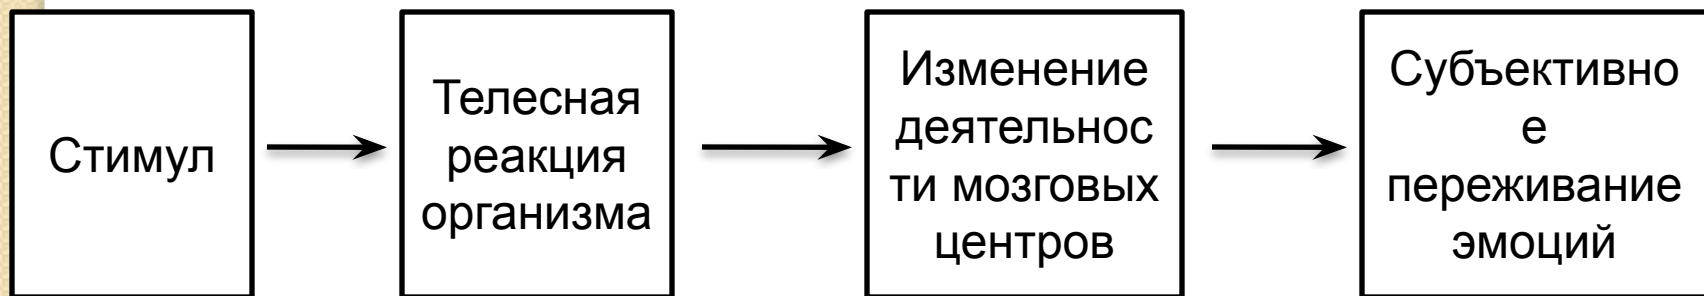 Стимул
Телесная
реакция
организма
Изменение
деятельнос
ти мозговых
центров
Субъективно
е
переживание
эмоций